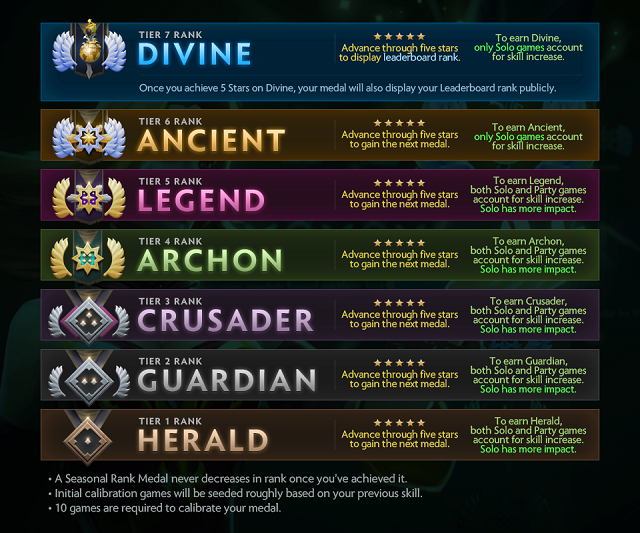 TIER 7 RANK
DIVINE
Advance through five stars
to display leaderboard rank.
To earn Divine,
only Solo games account
for skill increase.
Once you achieve 5 Stars on Divine, your medal will also display your Leaderboard rank publicly.
TIER 6 RANK
ANCIENT
Advance through five stars
to gain the next medal.
To earn Ancient,
only Solo games account
for skill increase.
TIER 5 RANK
LEGEND
Advance through five stars
to gain the next medal.
To earn Legend,
both Solo and Party games
account for skill increase.
Solo has more impact.
TIER 4 RANK
ARCHON
Advance through five stars
to gain the next medal.
To earn Archon,
both Solo and Party games
account for skill increase.
Solo has more impact.
TIER 3 RANK
CRUSADER
Advance through five stars
to gain the next medal.
To earn Crusader,
both Solo and Party games
account for skill increase.
Solo has more impact.
TIER 2 RANK
GUARDIAN
Advance through five stars
to gain the next medal.
To earn Guardian,
both Solo and Party games
account for skill increase.
Solo has more impact.
TIER 1 RANK
HERALD
Advance through five stars
to gain the next medal.
To earn Herald,
both Solo and Party games
account for skill increase.
Solo has more impact.
• A Seasonal Rank Medal never decreases in rank once you've achieved it.
• Initial calibration games will be seeded roughly based on your previous skill.
• 10 games are required to calibrate your medal.